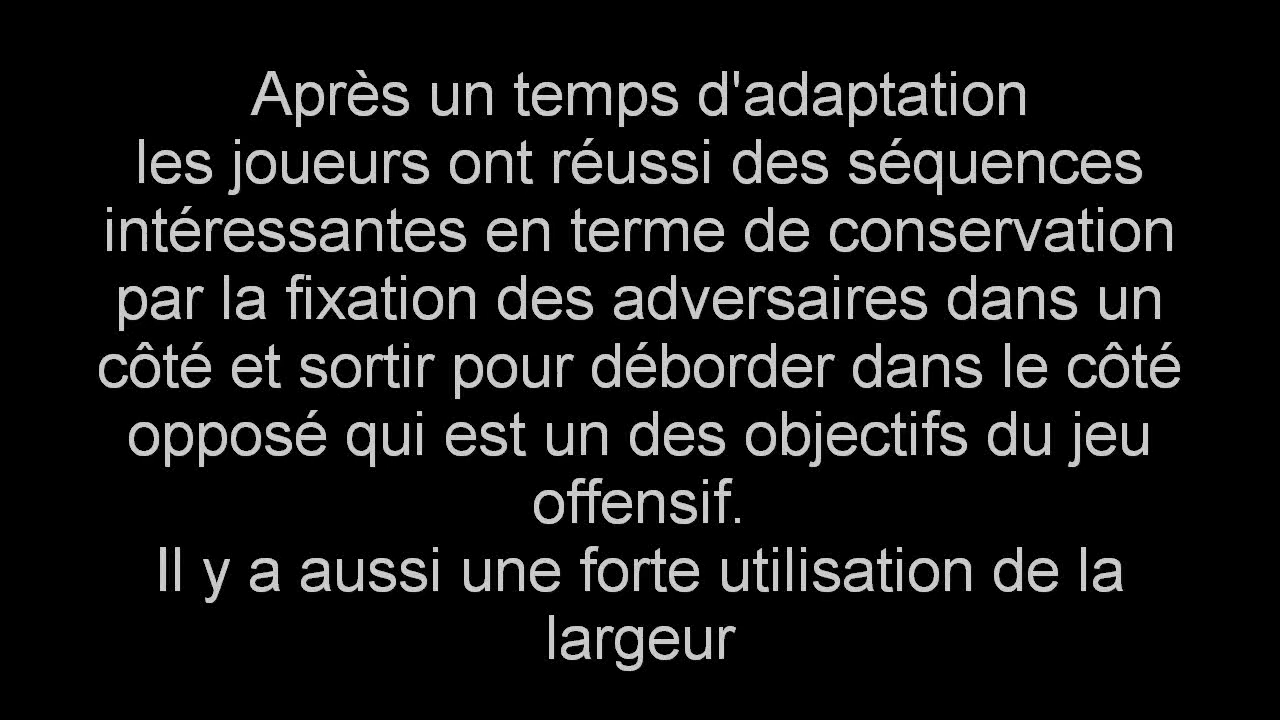 Après un temps d'adaptation
les joueurs ont réussi des séquences
intéressantes en terme de conservation
par la fixation des adversaires dans un
côté et sortir pour déborder dans le côté
opposé qui est un des objectifs du jeu
offensif.
Il y a aussi une forte utilisation de la
largeur